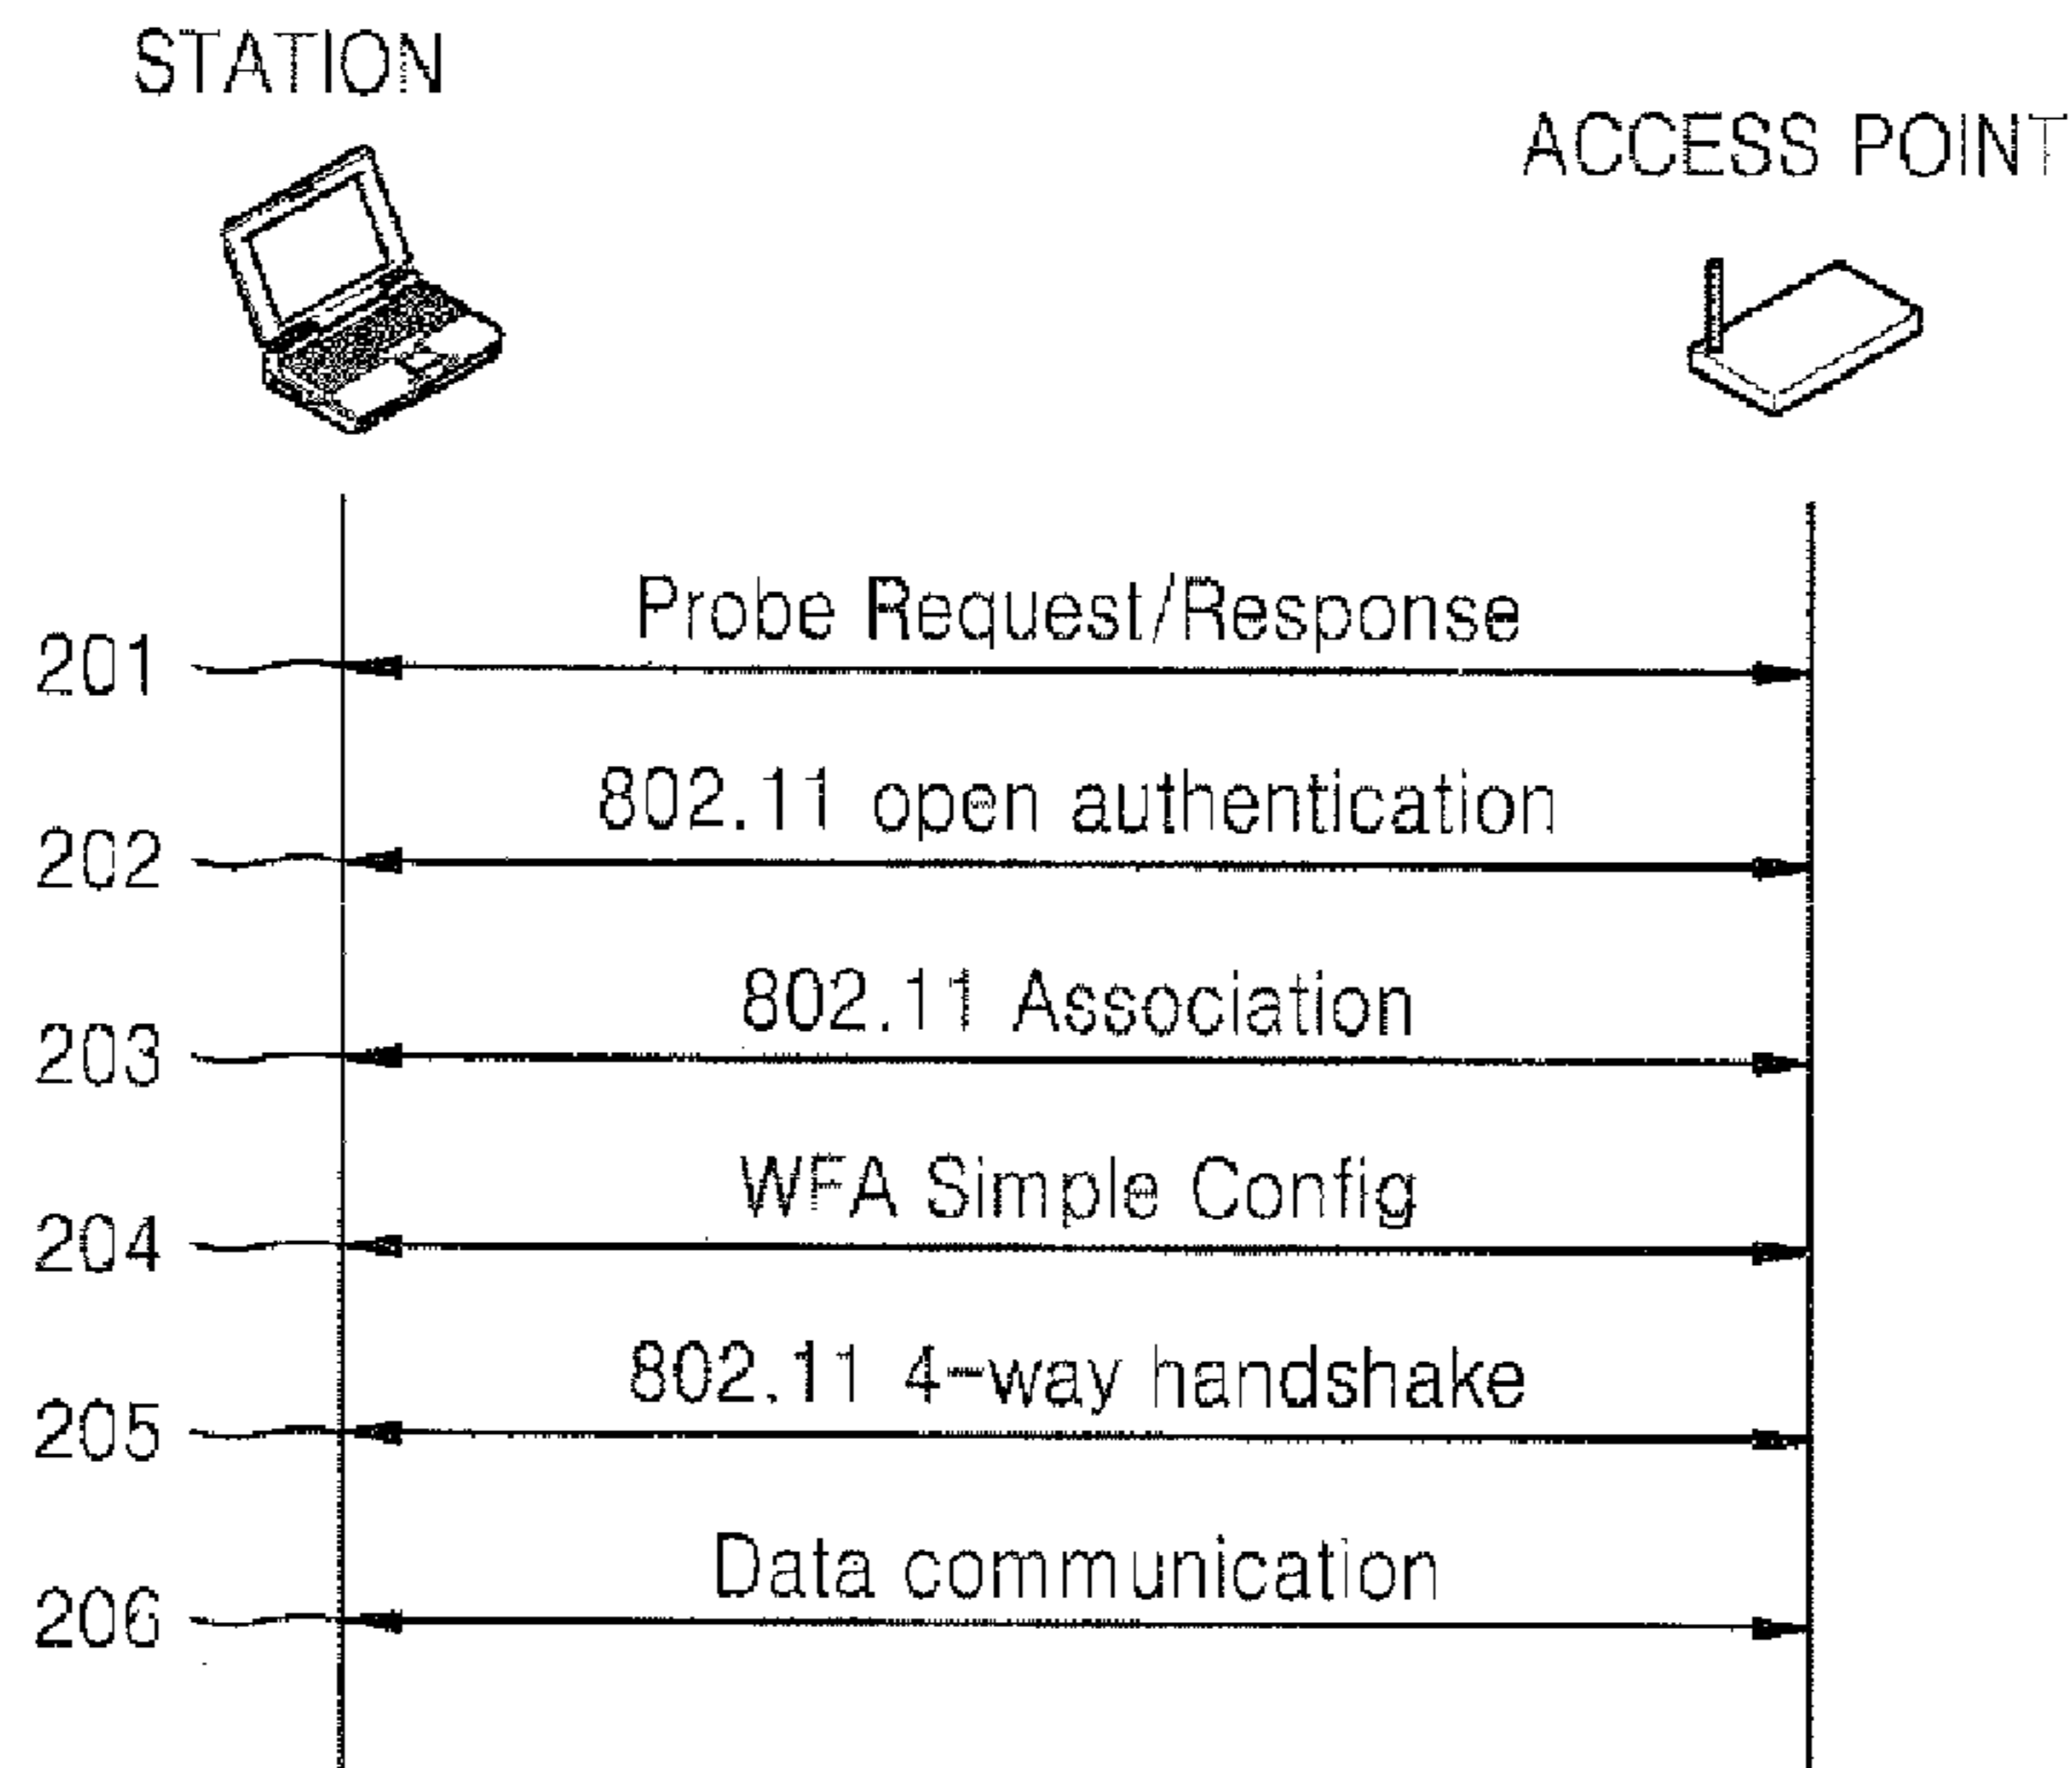 STATION
ACCESS POINT
Probe Request/Response
201
802.11 open authentication
202
802.11 Association
203
WFA Simple Config
204
802.11 4-way handshake
205
Data communication
206